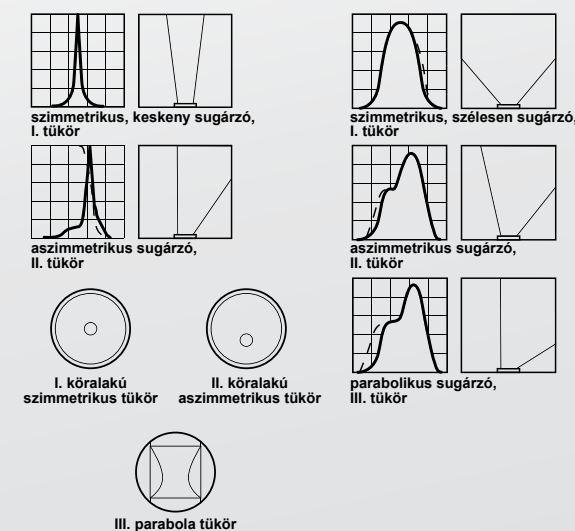 szimmetrikus, keskeny sugárzó,
I. tükör
szimmetrikus, szélesen sugárzó,
I. tükör
aszimmetrikus sugárzó,
II. tükör
aszimmetrikus sugárzó,
II. tükör
I. köralakú
szimmetrikus tükör
II. köralakú
aszimmetrikus tükör
parabolikus sugárzó,
III. tükör
III. parabola tükör